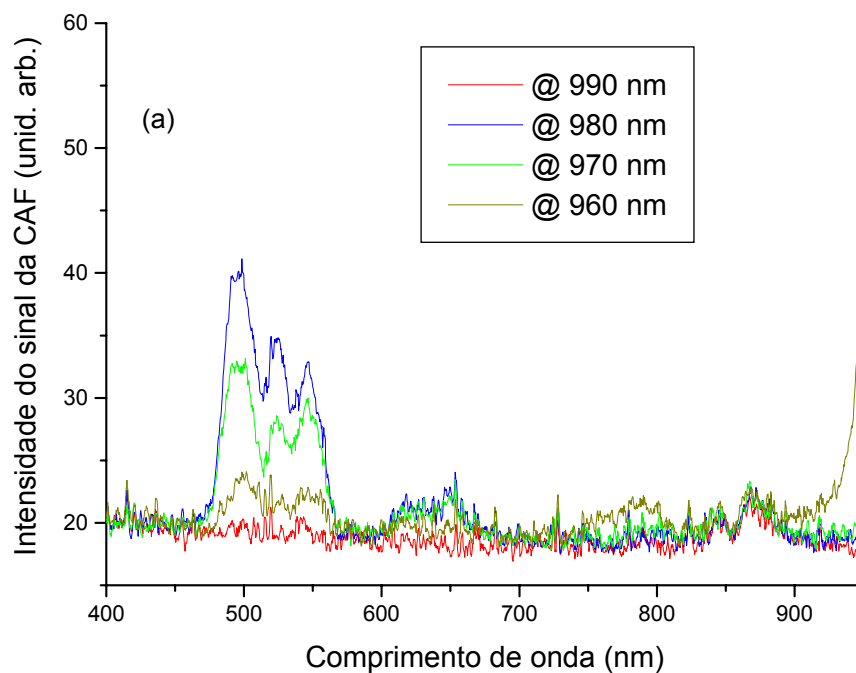 60
50
40
30
20
400
500
600
700
800
900
Intensidade do sinal da CAF (unid. arb.)
Comprimento de onda (nm)
(a)
@ 990 nm
@ 980 nm
@ 970 nm
@ 960 nm